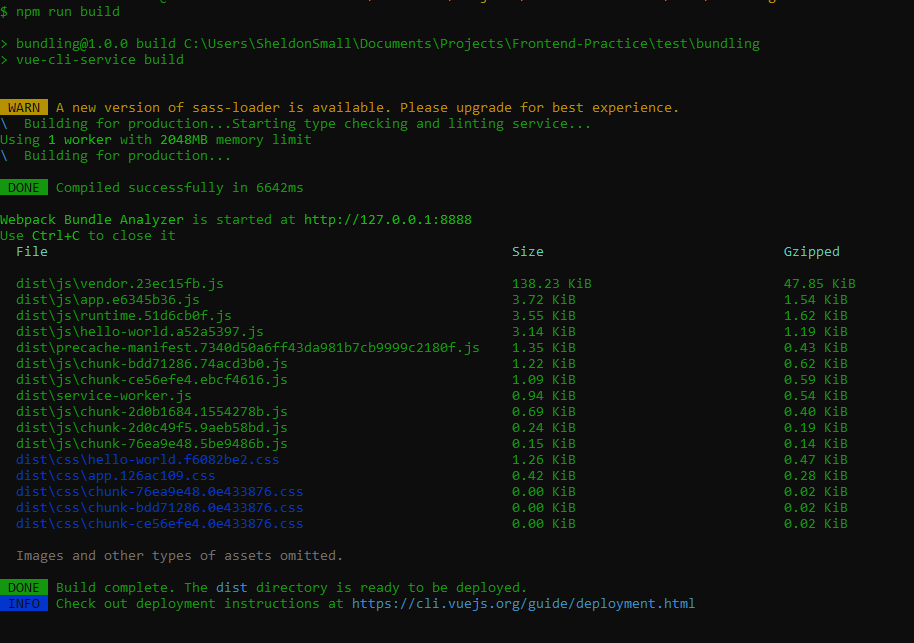 $ npm run build
> bundling@1.0.0 build C:\Users\SheldonSmall\Documents\Projects\Frontend-Practice\test\bundling
> vue-cli-service build
WARN A new version of sass-loader is available. Please upgrade for best experience.
\ Building for production...Starting type checking and linting service...
Using 1 worker with 2048MB memory limit
\ Building for production...
DONE Compiled successfully in 6642ms
Webpack Bundle Analyzer is started at http://127.0.0.1:8888
Use Ctrl+C to close it
File Size Gzipped
dist\js\vendor.23ec15fb.js 138.23 KiB 47.85 KiB
dist\js\app.e6345b36.js 3.72 KiB 1.54 KiB
dist\js\runtime.51d6cb0f.js 3.55 KiB 1.62 KiB
dist\js\hello-world.a52a5397.js 3.14 KiB 1.19 KiB
dist\precache-manifest.7340d50a6ff43da981b7cb9999c2180f.js 1.35 KiB 0.43 KiB
dist\js\chunk-bdd71286.74acd3b0.js 1.22 KiB 0.62 KiB
dist\js\chunk-ce56efe4.ebcf4616.js 1.09 KiB 0.59 KiB
dist\service-worker.js 0.94 KiB 0.54 KiB
dist\js\chunk-2d0b1684.1554278b.js 0.69 KiB 0.40 KiB
dist\js\chunk-2d0c49f5.9aeb58bd.js 0.24 KiB 0.19 KiB
dist\js\chunk-76ea9e48.5be9486b.js 0.15 KiB 0.14 KiB
dist\css\hello-world.f6082be2.css 1.26 KiB 0.47 KiB
dist\css\app.126ac109.css 0.42 KiB 0.28 KiB
dist\css\chunk-76ea9e48.0e433876.css 0.00 KiB 0.02 KiB
dist\css\chunk-bdd71286.0e433876.css 0.00 KiB 0.02 KiB
dist\css\chunk-ce56efe4.0e433876.css 0.00 KiB 0.02 KiB
Images and other types of assets omitted.
DONE Build complete. The dist directory is ready to be deployed.
INFO Check out deployment instructions at https://cli.vuejs.org/guide/deployment.html